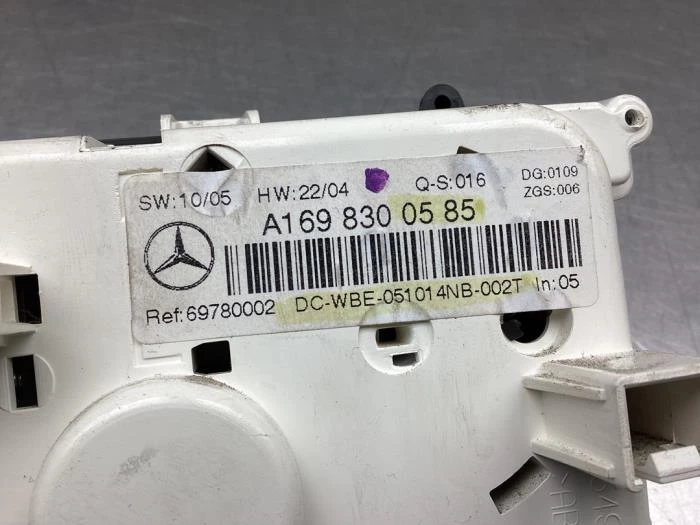 SW:10/05 HW:22/04 Q-S:016 DG:0109
ZGS:006
A169 830 05 85
Ref:69780002 DC-WBE-051014NB-002T In:05